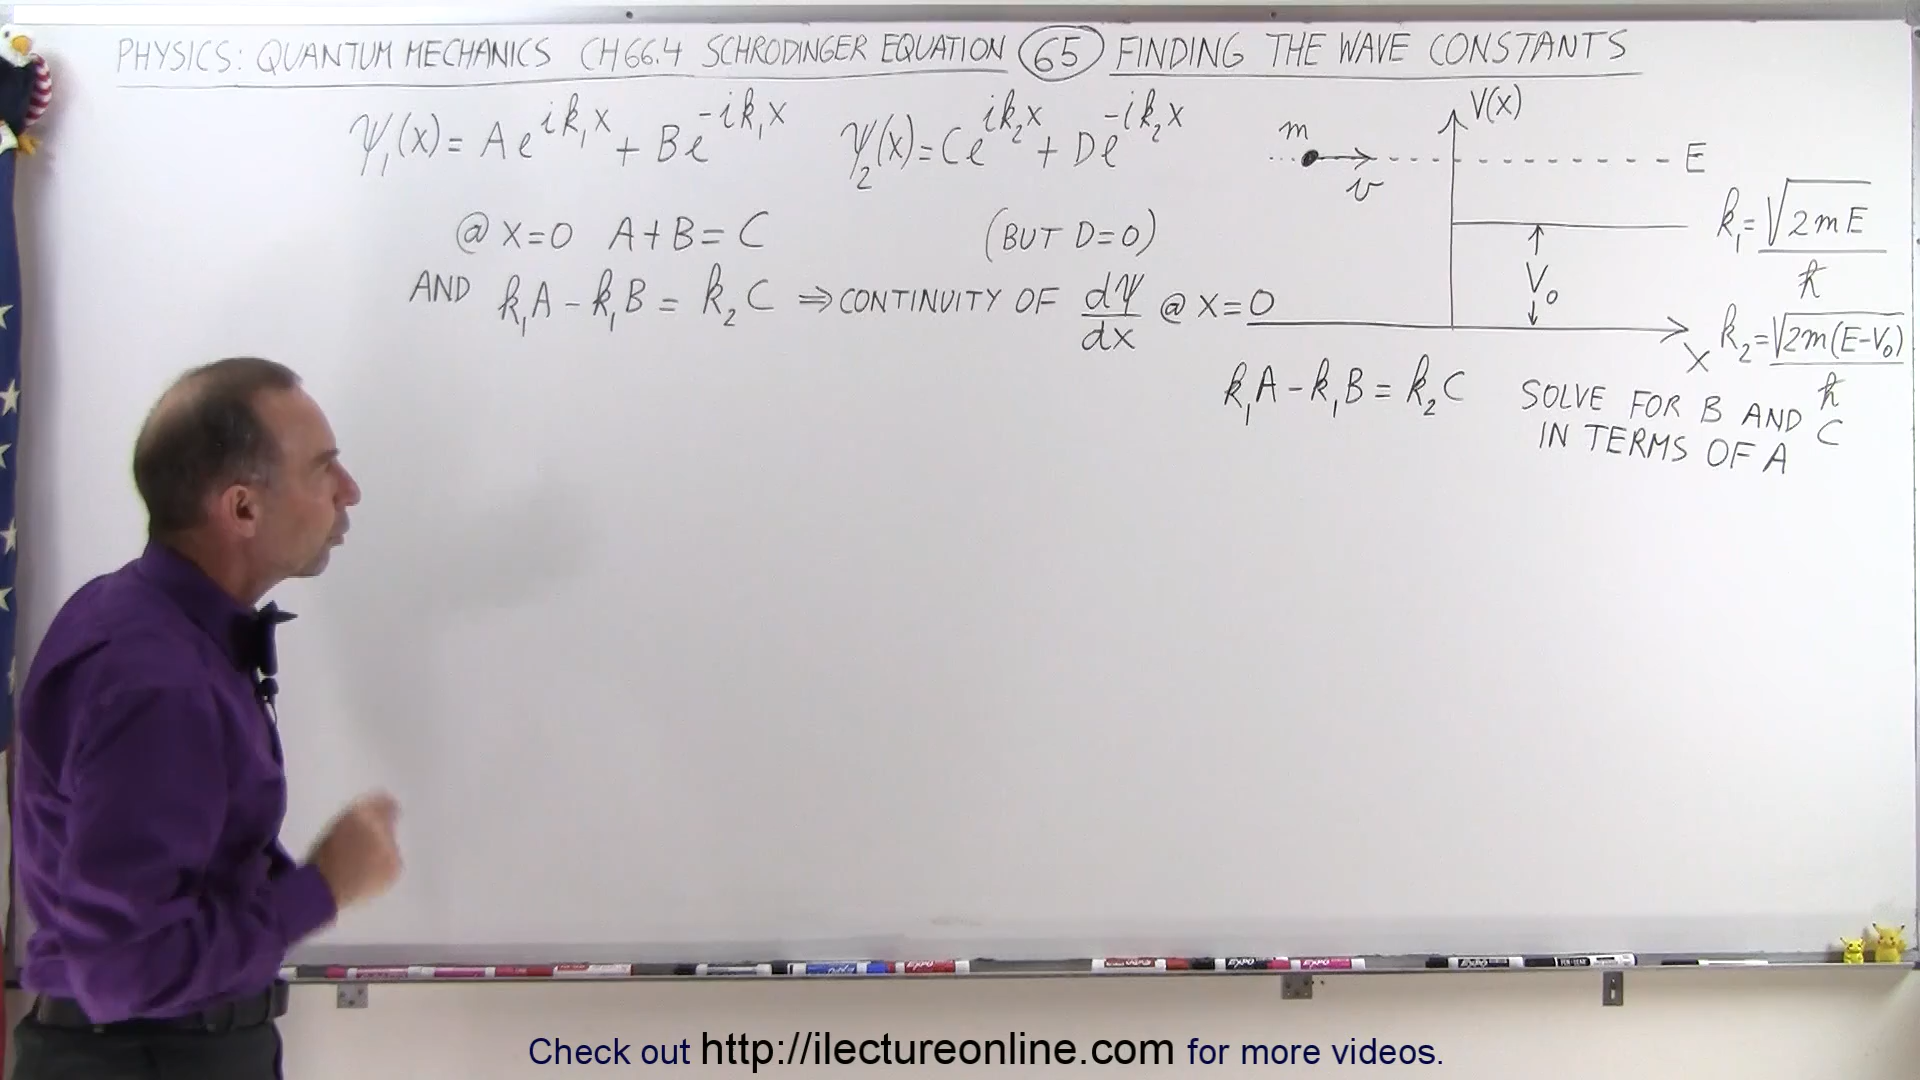 PHYSICS: QUANTUM MECHANICS CH 66.4 SCHRODINGER EQUATION 65 FINDING THE WAVE CONSTANTS
ψ₁(x) = Ae^{ik₁x} + Be^{-ik₁x} ψ₂(x) = Ce^{ik₂x} + De^{-ik₂x}
@ X=0 A+B=C (BUT D=0)
AND k₁A - k₁B = k₂C ⇒ CONTINUITY OF dψ/dx @ X=0
V(x)
m
E
v
V₀
X
k₁ = √2mE / ħ
k₂ = √2m(E-V₀) / ħ
k₁A - k₁B = k₂C
SOLVE FOR B AND C
IN TERMS OF A
EXPO
EXPO
EXPO
Check out http://ilectureonline.com for more videos.